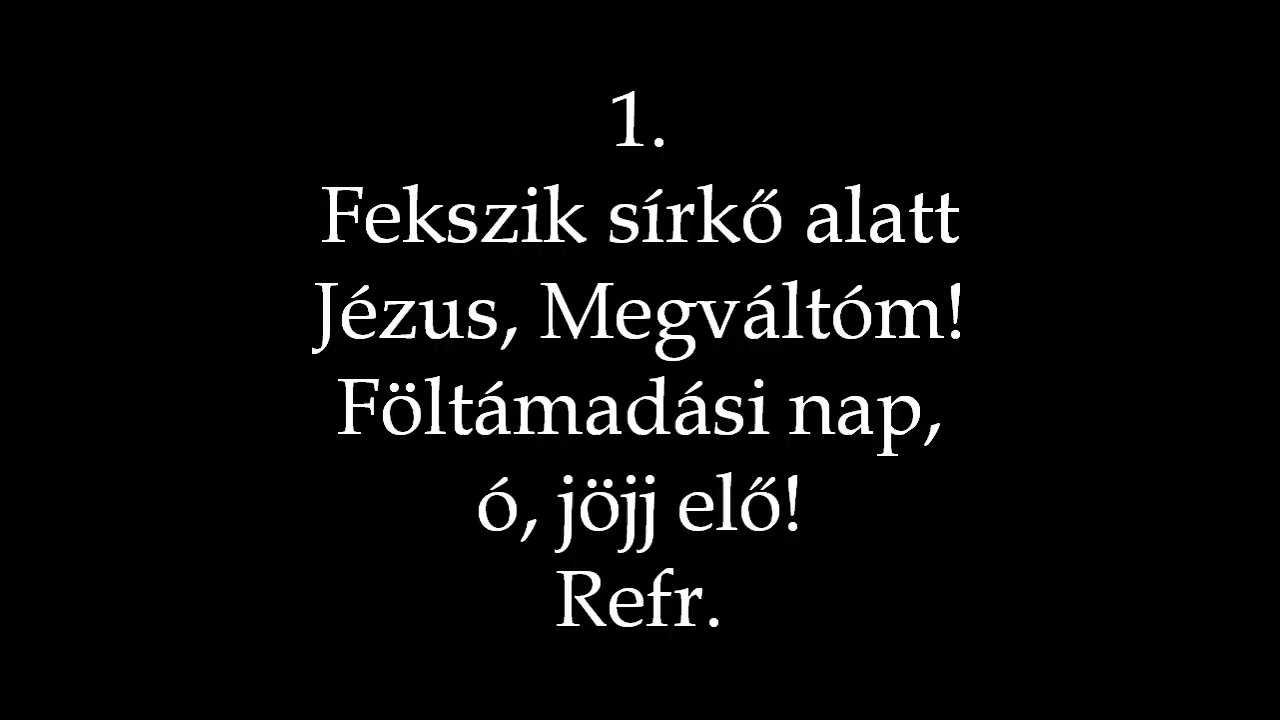 1.
Fekszik sírkő alatt
Jézus, Megváltóm!
Föltámadási nap,
ó, jöjj elő!
Refr.